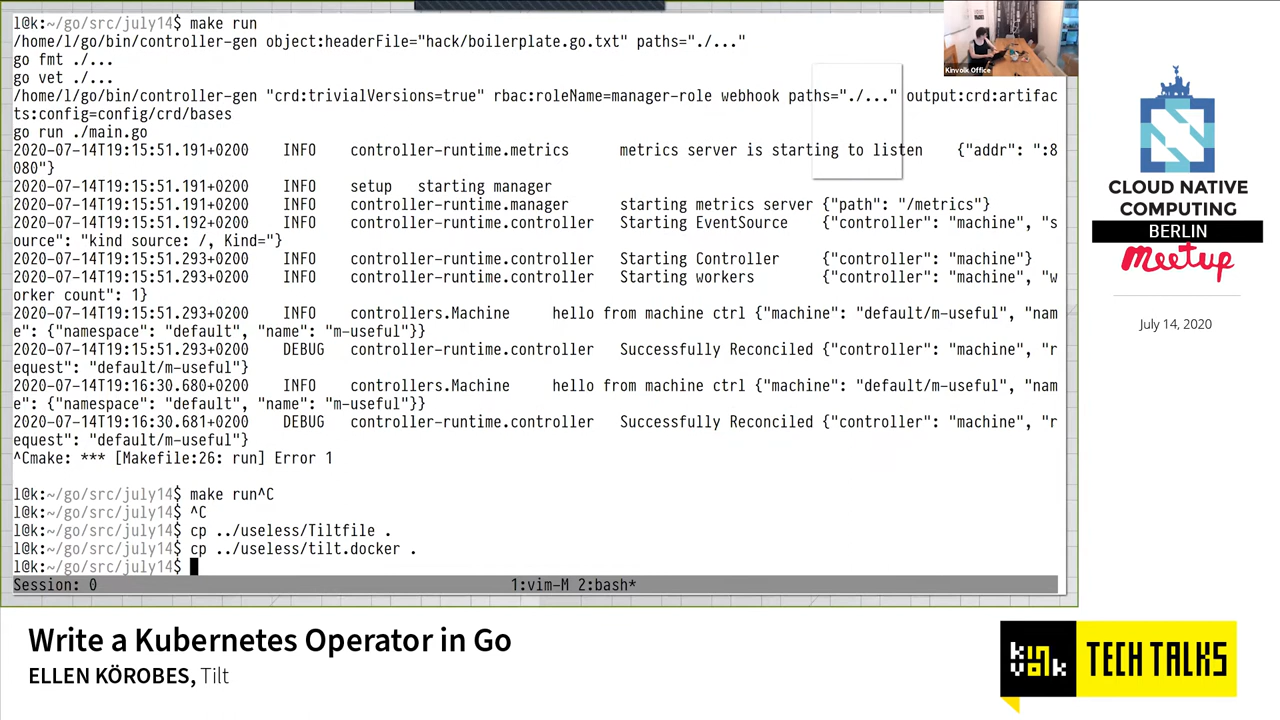 l@k:~/go/src/july14$ make run
/home/l/go/bin/controller-gen object:headerFile="hack/boilerplate.go.txt" paths="./..."
go fmt ./...
go vet ./...
/home/l/go/bin/controller-gen "crd:trivialVersions=true" rbac:roleName=manager-role webhook paths="./..." output:crd:artifac
ts:config=config/crd/bases
go run ./main.go
2020-07-14T19:15:51.191+0200 INFO controller-runtime.metrics metrics server is starting to listen {"addr": ":8
080"}
2020-07-14T19:15:51.191+0200 INFO setup starting manager
2020-07-14T19:15:51.191+0200 INFO controller-runtime.manager starting metrics server {"path": "/metrics"}
2020-07-14T19:15:51.192+0200 INFO controller-runtime.controller Starting EventSource {"controller": "machine", "s
ource": "kind source: /, Kind="}
2020-07-14T19:15:51.293+0200 INFO controller-runtime.controller Starting Controller {"controller": "machine"}
2020-07-14T19:15:51.293+0200 INFO controller-runtime.controller Starting workers {"controller": "machine", "w
orker count": 1}
2020-07-14T19:15:51.293+0200 INFO controllers.Machine hello from machine ctrl {"machine": "default/m-useful", "nam
e": {"namespace": "default", "name": "m-useful"}}
2020-07-14T19:15:51.293+0200 DEBUG controller-runtime.controller Successfully Reconciled {"controller": "machine", "r
equest": "default/m-useful"}
2020-07-14T19:16:30.680+0200 INFO controllers.Machine hello from machine ctrl {"machine": "default/m-useful", "nam
e": {"namespace": "default", "name": "m-useful"}}
2020-07-14T19:16:30.681+0200 DEBUG controller-runtime.controller Successfully Reconciled {"controller": "machine", "r
equest": "default/m-useful"}
^Cmake: *** [Makefile:26: run] Error 1
l@k:~/go/src/july14$ make run^C
l@k:~/go/src/july14$ ^C
l@k:~/go/src/july14$ cp ../useless/Tiltfile .
l@k:~/go/src/july14$ cp ../useless/tilt.docker .
l@k:~/go/src/july14$
Session: 0 1:vim-M 2:bash*
Kinvolk Office
CLOUD NATIVE
COMPUTING
BERLIN
Meetup
July 14, 2020
Write a Kubernetes Operator in Go
ELLEN KÖROBES, Tilt
kinvolk TECH TALKS